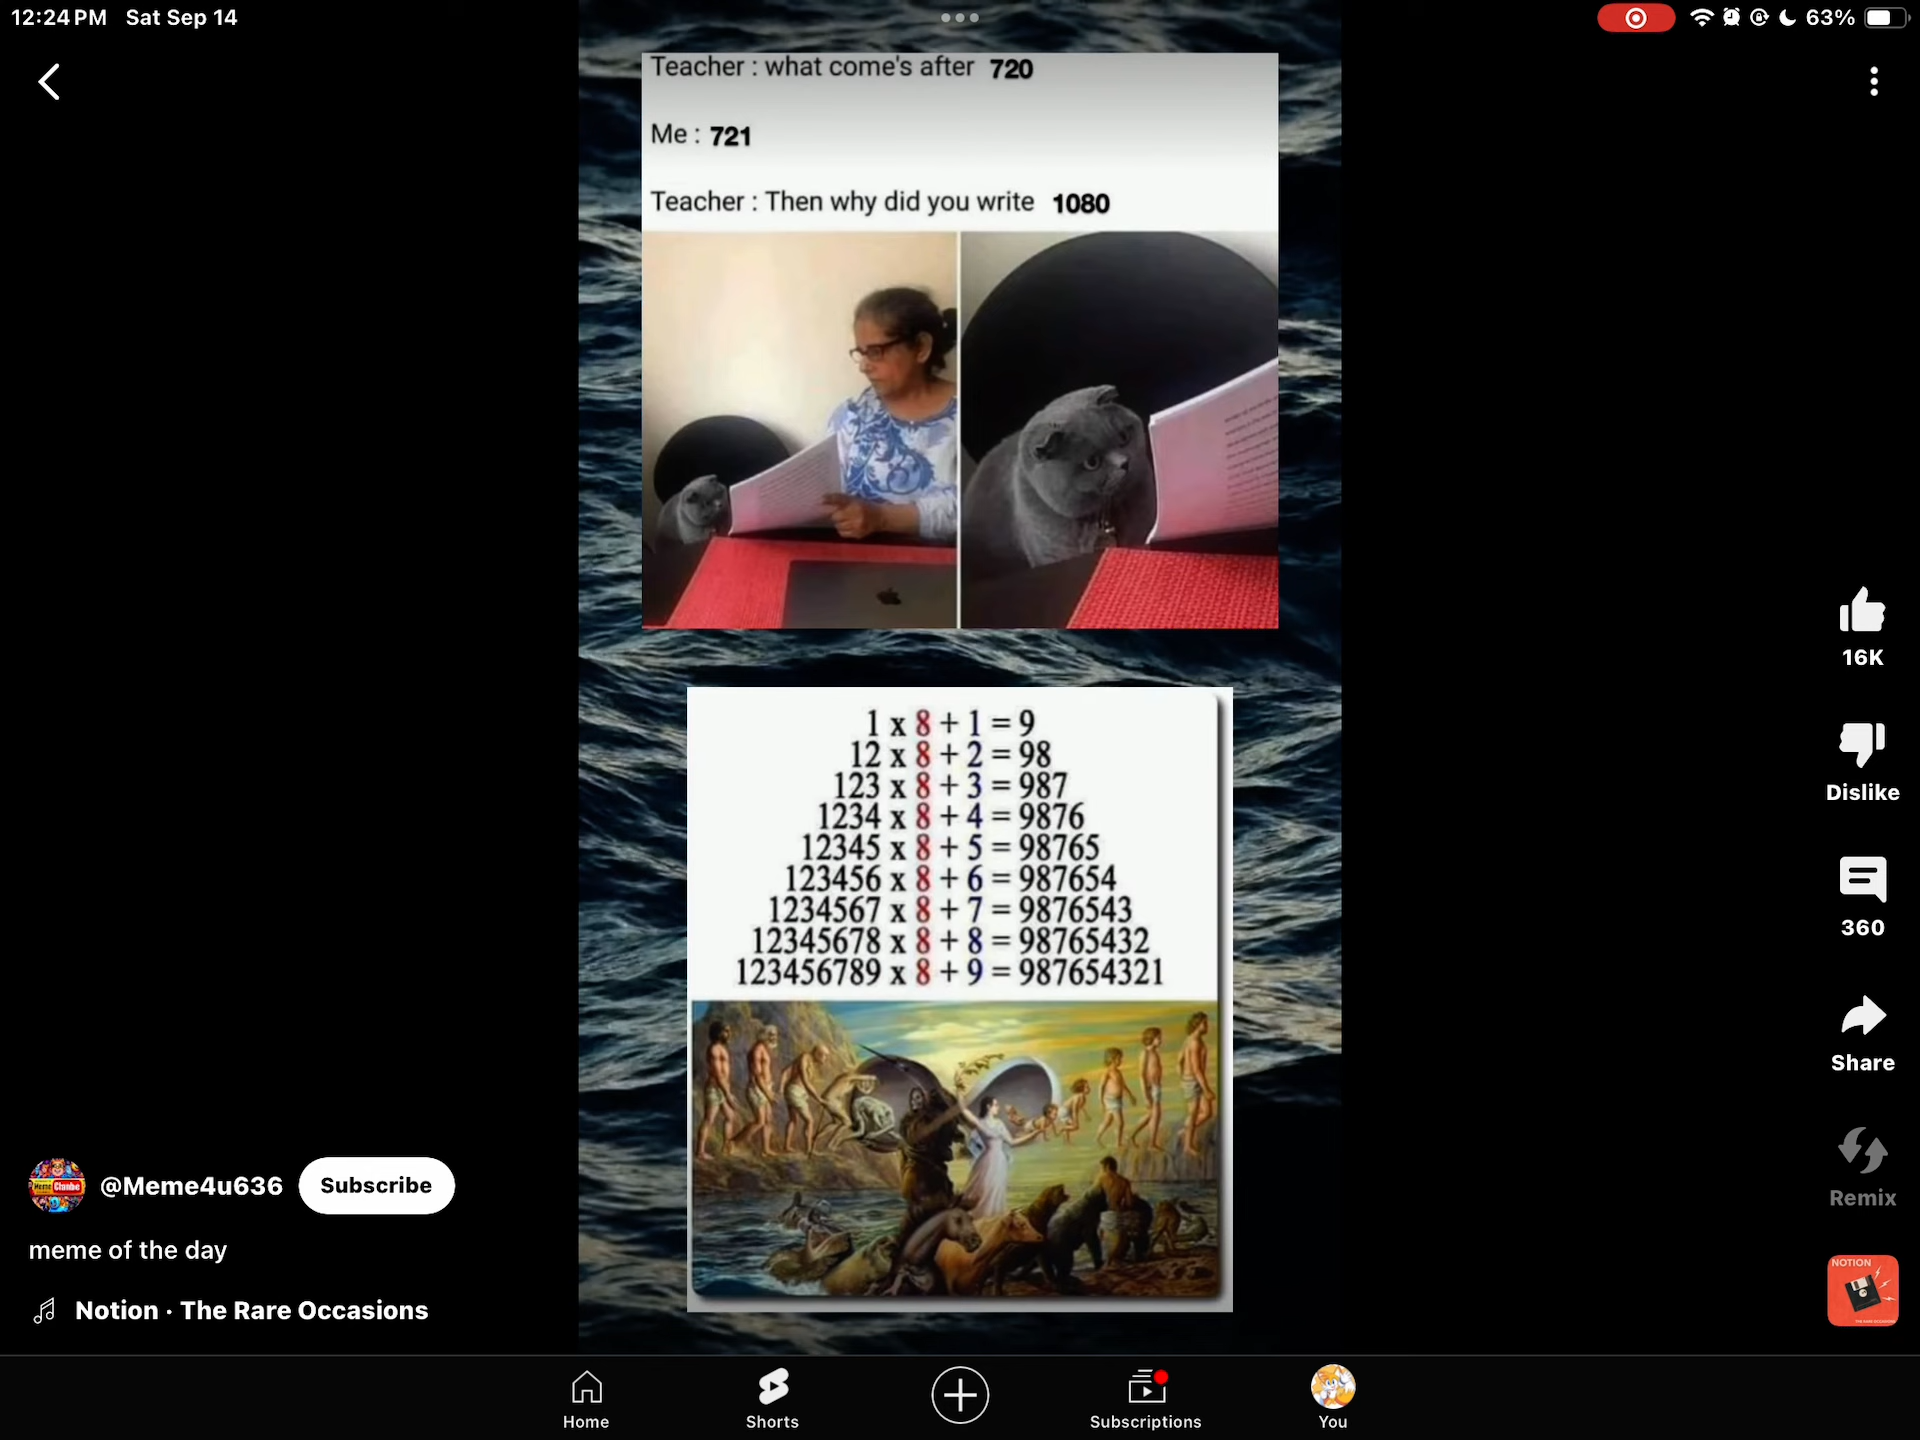 12:24 PM Sat Sep 14
63%
Teacher : what come's after 720
Me : 721
Teacher : Then why did you write 1080
1 x 8 + 1 = 9
12 x 8 + 2 = 98
123 x 8 + 3 = 987
1234 x 8 + 4 = 9876
12345 x 8 + 5 = 98765
123456 x 8 + 6 = 987654
1234567 x 8 + 7 = 9876543
12345678 x 8 + 8 = 98765432
123456789 x 8 + 9 = 987654321
16K
Dislike
360
Share
Remix
@Meme4u636 Subscribe
meme of the day
Notion · The Rare Occasions
NOTION
Home
Shorts
Subscriptions
You